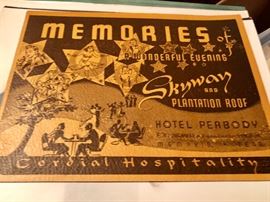 MEMORIES of a
WONDERFUL EVENING
Skyway
AND
PLANTATION ROOF
HOTEL PEABODY
Cordial Hospitality